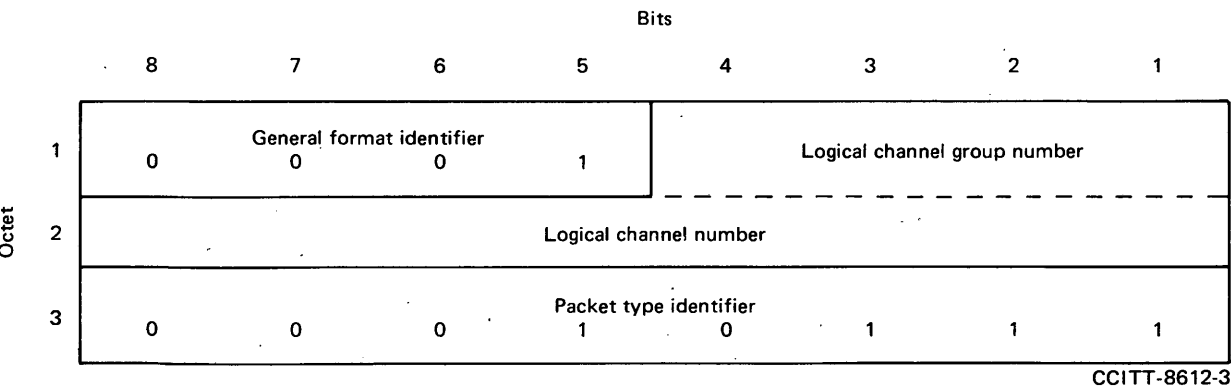 Bits
8 7 6 5 4 3 2 1
General format identifier
1 0 0 0 1 Logical channel group number
Octet
2 Logical channel number
Packet type identifier
3 0 0 0 1 0 1 1 1
CCITT-8612-3